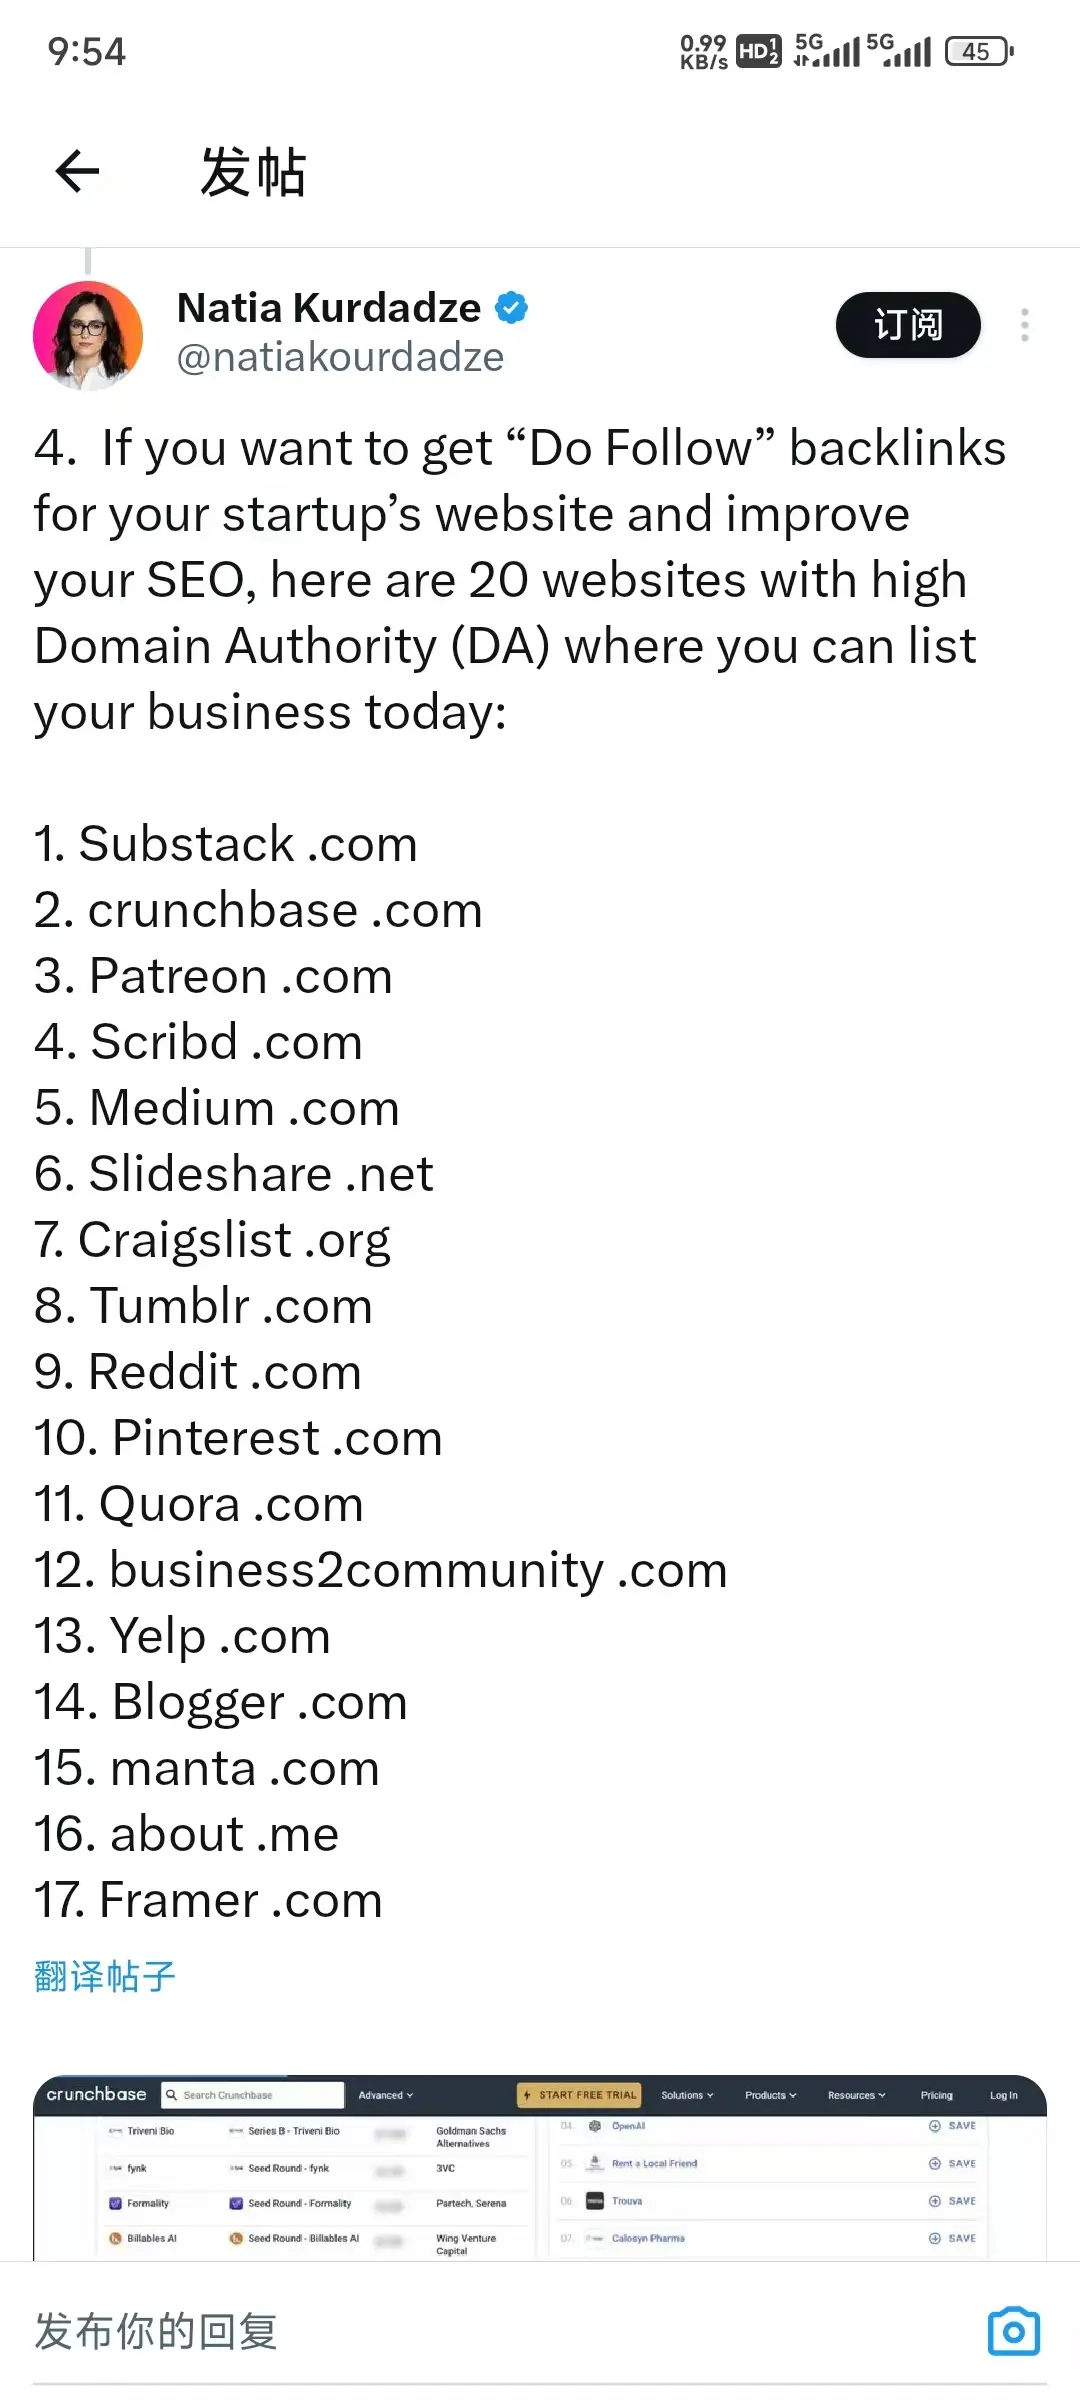 9:54
0.99
KB/s
HD 1 2
5G
5G
45
发帖
Natia Kurdadze
@natiakourdadze
订阅
4.  If you want to get “Do Follow” backlinks
for your startup’s website and improve
your SEO, here are 20 websites with high
Domain Authority (DA) where you can list
your business today:
1. Substack .com
2. crunchbase .com
3. Patreon .com
4. Scribd .com
5. Medium .com
6. Slideshare .net
7. Craigslist .org
8. Tumblr .com
9. Reddit .com
10. Pinterest .com
11. Quora .com
12. business2community .com
13. Yelp .com
14. Blogger .com
15. manta .com
16. about .me
17. Framer .com
翻译帖子
crunchbase Search Crunchbase Advanced START FREE TRIAL Solutions Products Resources Pricing Log In
Triveni Bio Series B - Triveni Bio Goldman Sachs
Alternatives
fynk Seed Round - fynk 3VC
Formality Seed Round - Formality Partech, Serena
Billables AI Seed Round - Billables AI Wing Venture
Capital
04. OpenAI SAVE
05. Rent a Local Friend SAVE
06. Trouva SAVE
07. Calosyn Pharma SAVE
发布你的回复